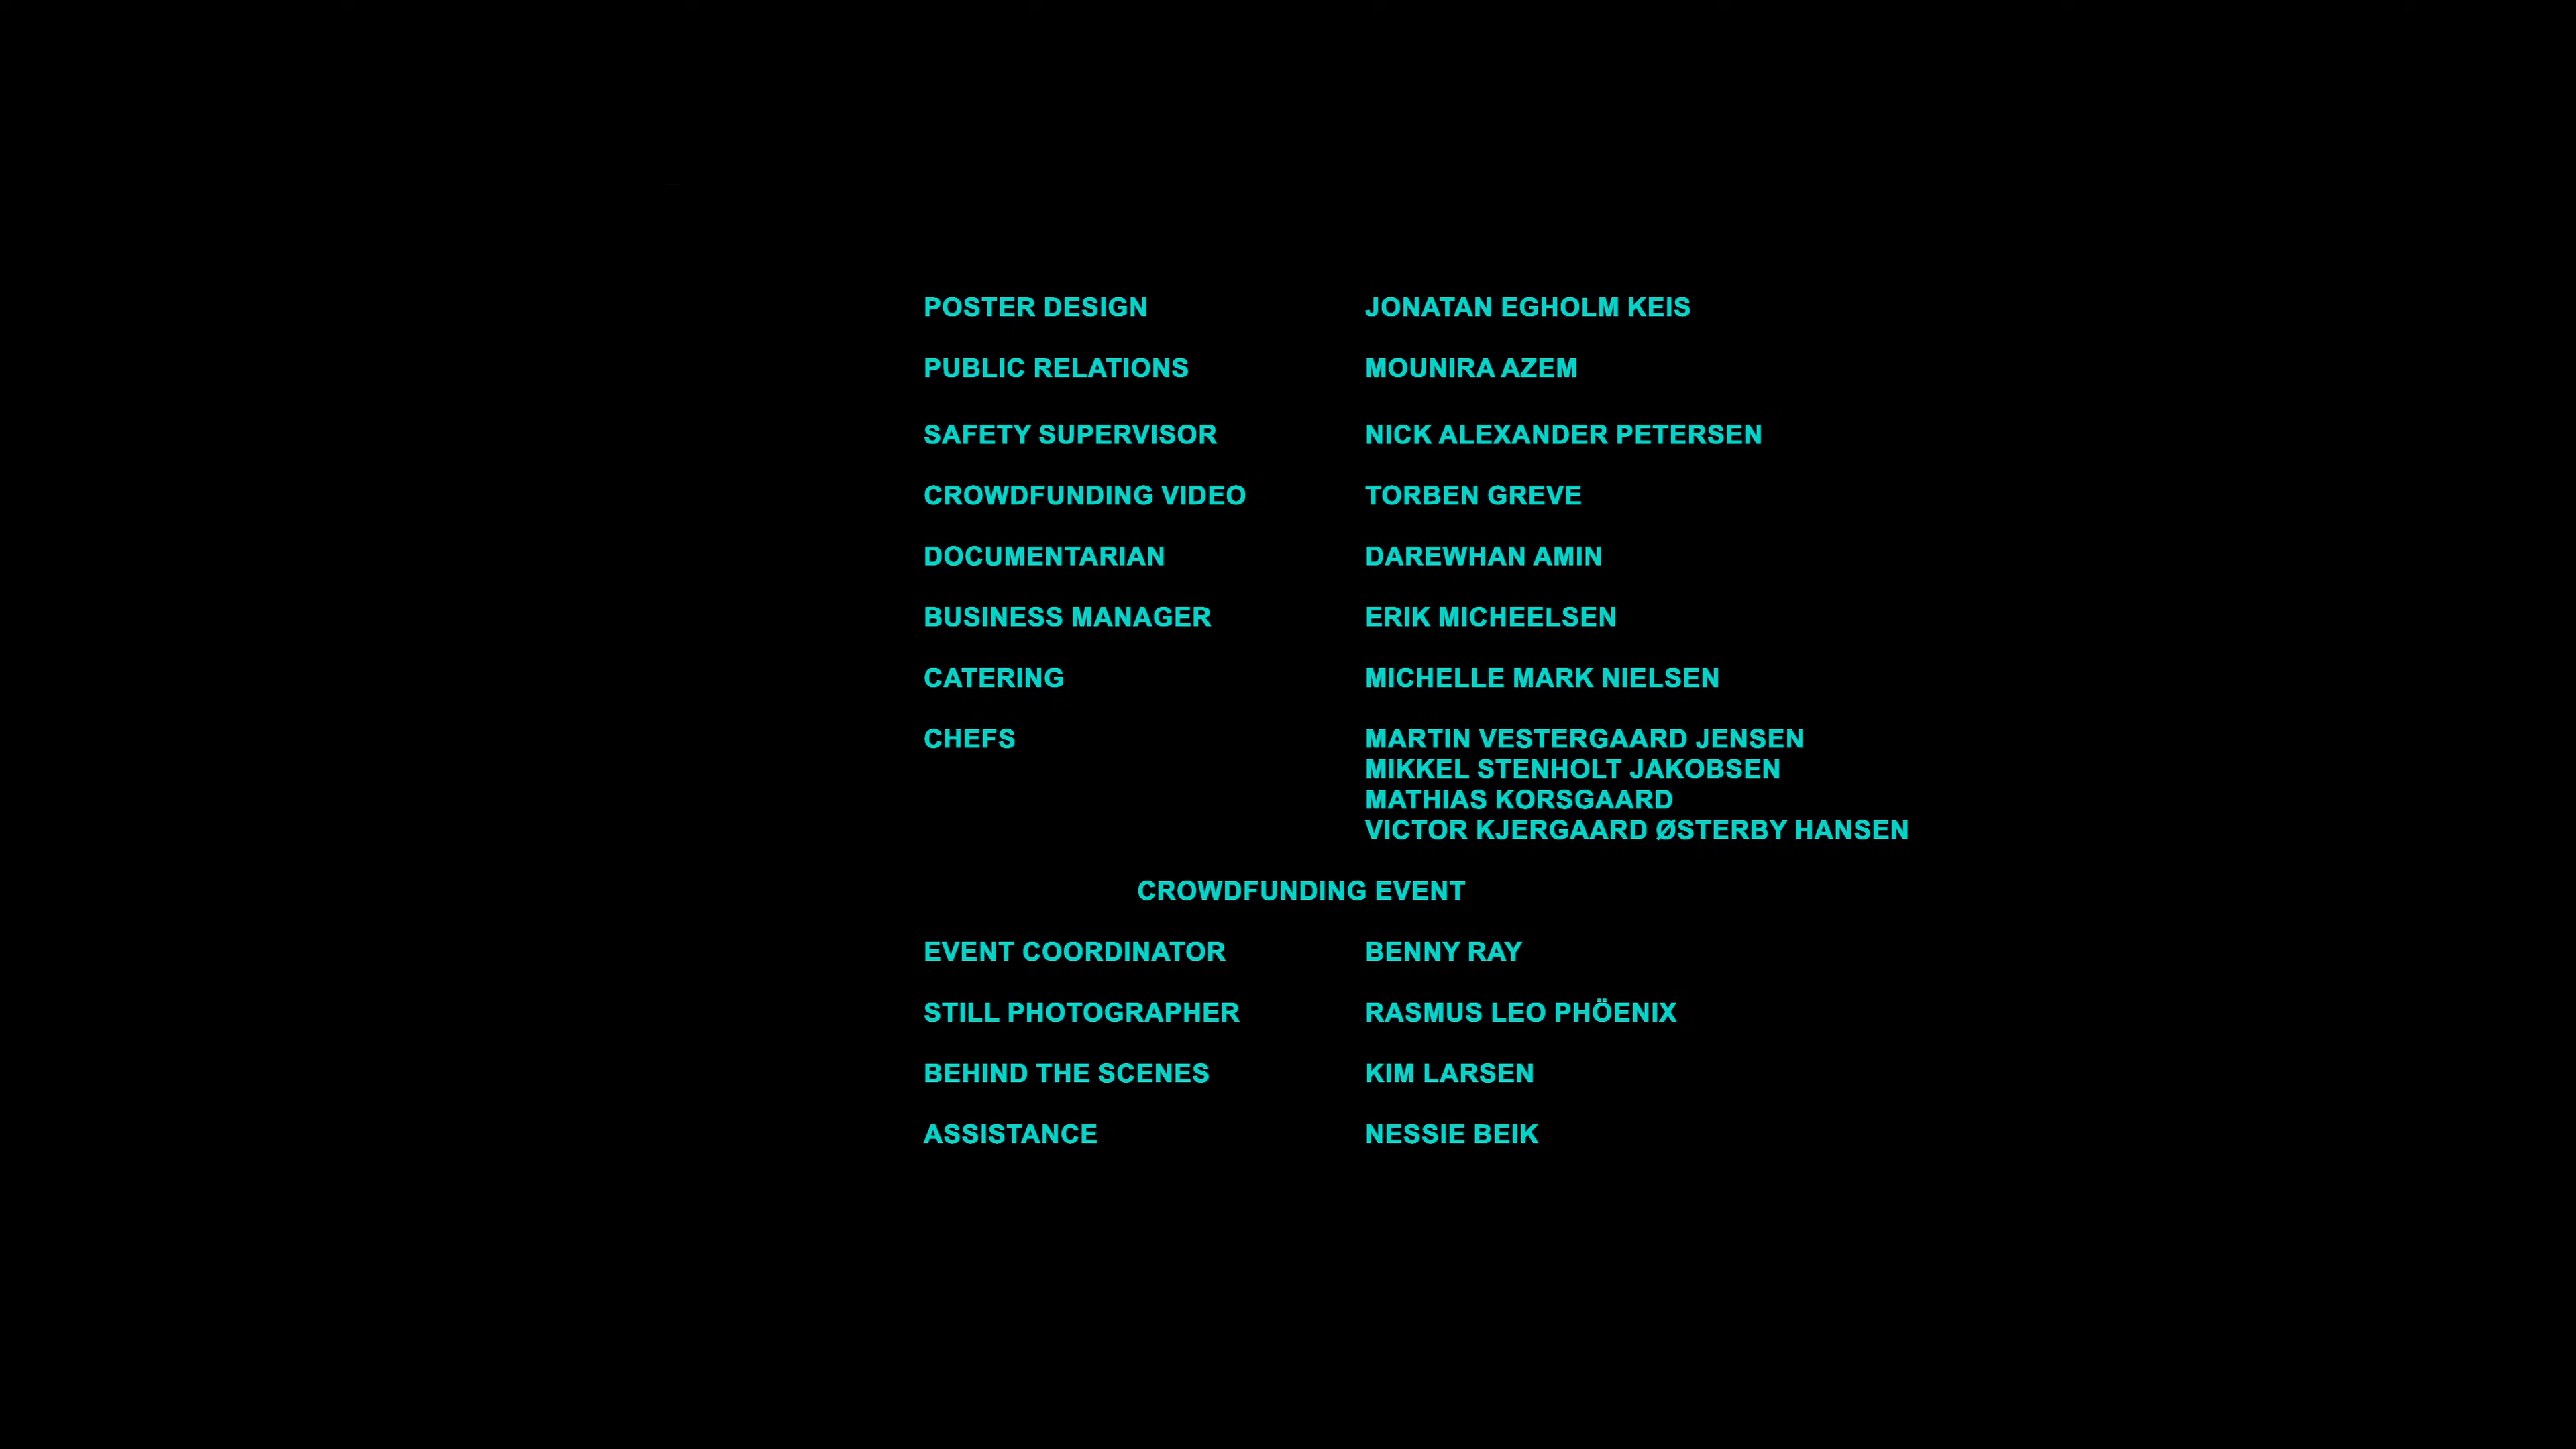 POSTER DESIGN JONATAN EGHOLM KEIS
PUBLIC RELATIONS MOUNIRA AZEM
SAFETY SUPERVISOR NICK ALEXANDER PETERSEN
CROWDFUNDING VIDEO TORBEN GREVE
DOCUMENTARIAN DAREWHAN AMIN
BUSINESS MANAGER ERIK MICHEELSEN
CATERING MICHELLE MARK NIELSEN
CHEFS MARTIN VESTERGAARD JENSEN
MIKKEL STENHOLT JAKOBSEN
MATHIAS KORSGAARD
VICTOR KJERGAARD ØSTERBY HANSEN
CROWDFUNDING EVENT
EVENT COORDINATOR BENNY RAY
STILL PHOTOGRAPHER RASMUS LEO PHÖENIX
BEHIND THE SCENES KIM LARSEN
ASSISTANCE NESSIE BEIK